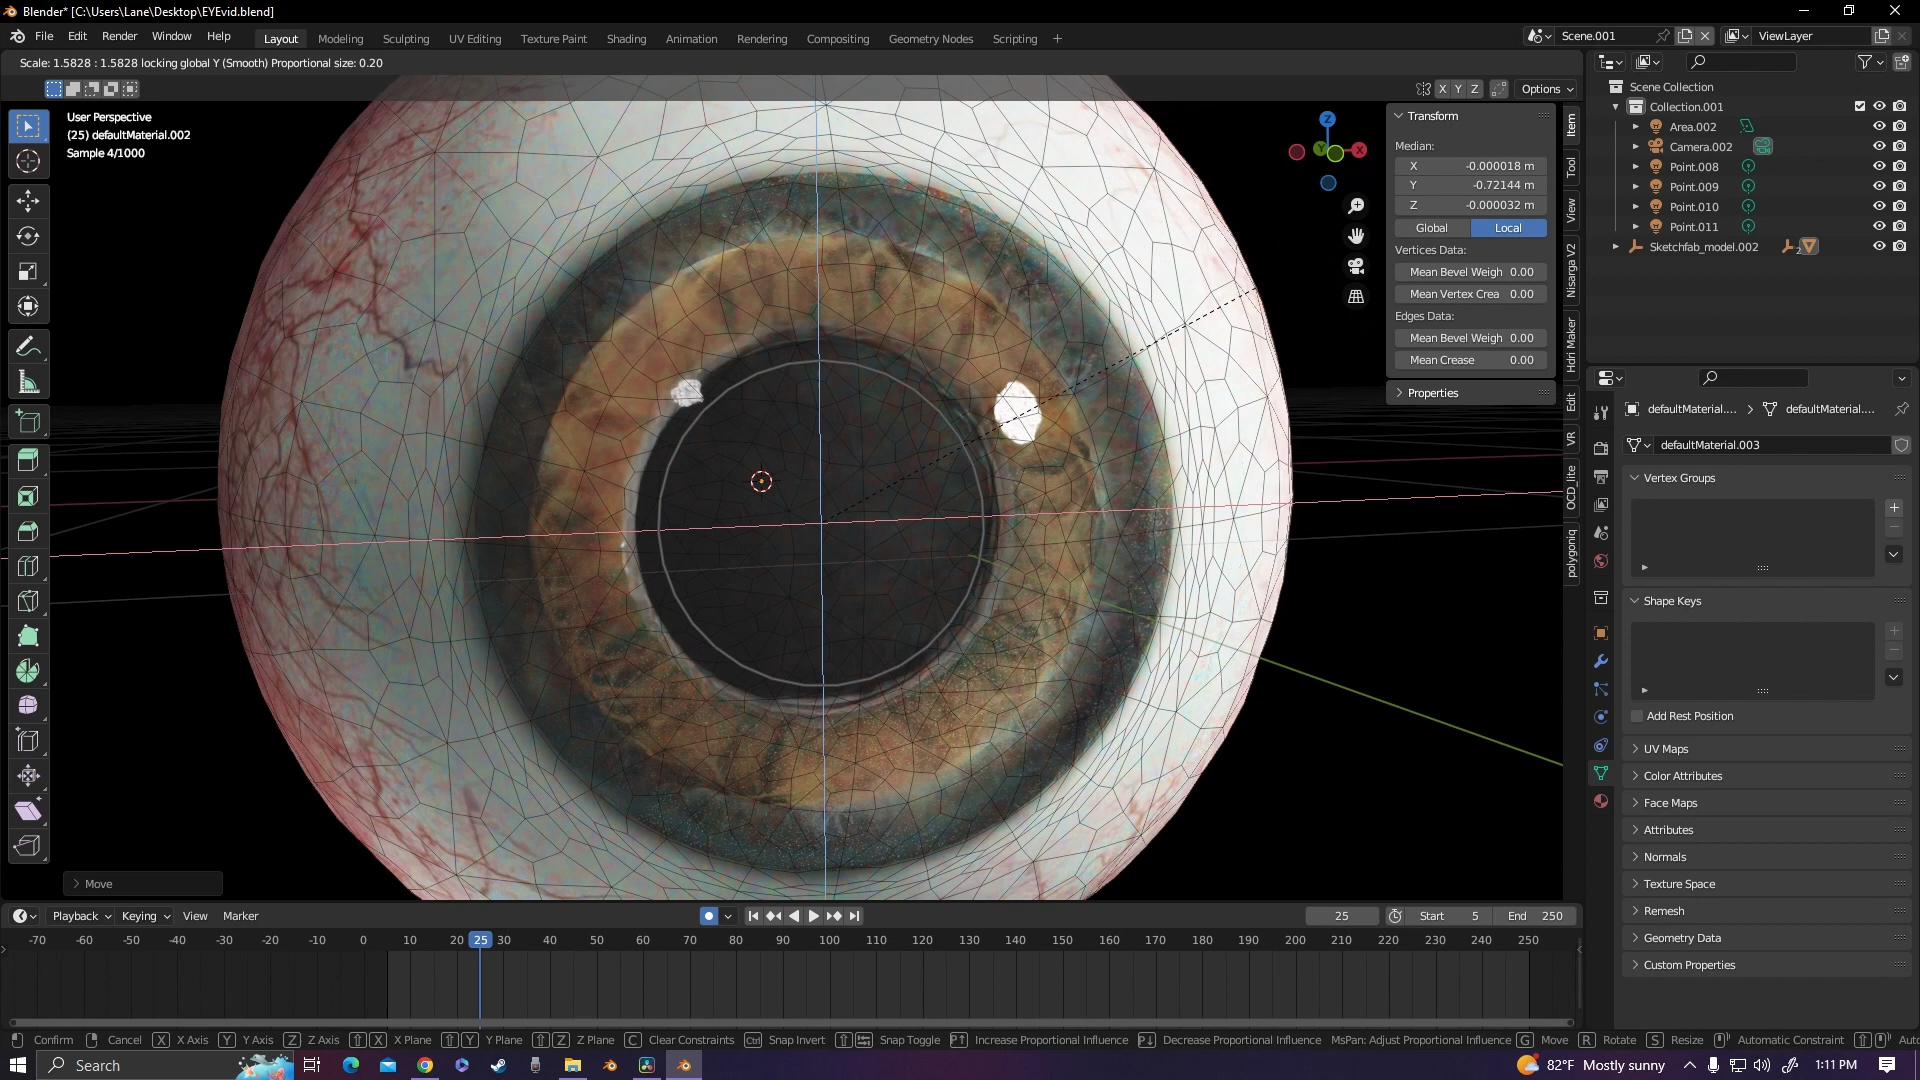 Blender* [C:\Users\Lane\Desktop\EYEvid.blend]
File Edit Render Window Help Layout Modeling Sculpting UV Editing Texture Paint Shading Animation Rendering Compositing Geometry Nodes Scripting + Scene.001 ViewLayer
Scale: 1.5828 : 1.5828 locking global Y (Smooth) Proportional size: 0.20
X Y Z Options
User Perspective
(25) defaultMaterial.002
Sample 4/1000
Z
Y
X
Transform
Median:
X -0.000018 m
Y -0.72144 m
Z -0.000032 m
Global Local
Vertices Data:
Mean Bevel Weigh 0.00
Mean Vertex Crea 0.00
Edges Data:
Mean Bevel Weigh 0.00
Mean Crease 0.00
Properties
Item
Tool
View
Nisarga V2
Hdri Maker
Edit
VR
OCD_lite
polygoniq
Scene Collection
Collection.001
Area.002
Camera.002
Point.008
Point.009
Point.010
Point.011
Sketchfab_model.002 2
defaultMaterial.... defaultMaterial....
defaultMaterial.003
Vertex Groups
Shape Keys
Add Rest Position
UV Maps
Color Attributes
Face Maps
Attributes
Normals
Texture Space
Remesh
Geometry Data
Custom Properties
Move
Playback Keying View Marker 25 Start 5 End 250
-70 -60 -50 -40 -30 -20 -10 0 10 20 25 30 40 50 60 70 80 90 100 110 120 130 140 150 160 170 180 190 200 210 220 230 240 250
Confirm Cancel X X Axis Y Y Axis Z Z Axis X X Plane Y Y Plane Z Z Plane C Clear Constraints Ctrl Snap Invert Snap Toggle P↑ Increase Proportional Influence P↓ Decrease Proportional Influence MsPan: Adjust Proportional Influence G Move R Rotate S Resize Automatic Constraint Auto
Search 82°F Mostly sunny 1:11 PM